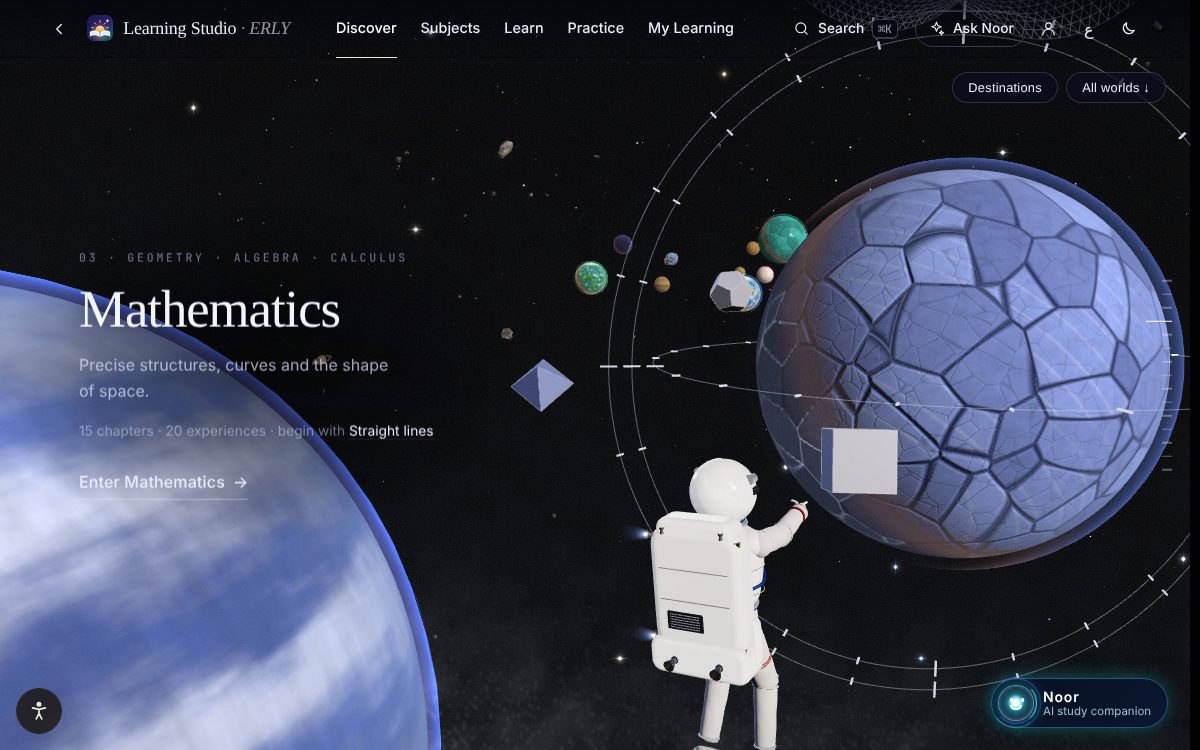 Learning Studio · ERLY
Discover
Subjects
Learn
Practice
My Learning
Search ⌘K
Ask Noor
ع
Destinations
All worlds ↓
03 · GEOMETRY · ALGEBRA · CALCULUS
Mathematics
Precise structures, curves and the shape
of space.
15 chapters · 20 experiences · begin with Straight lines
Enter Mathematics →
Noor
AI study companion